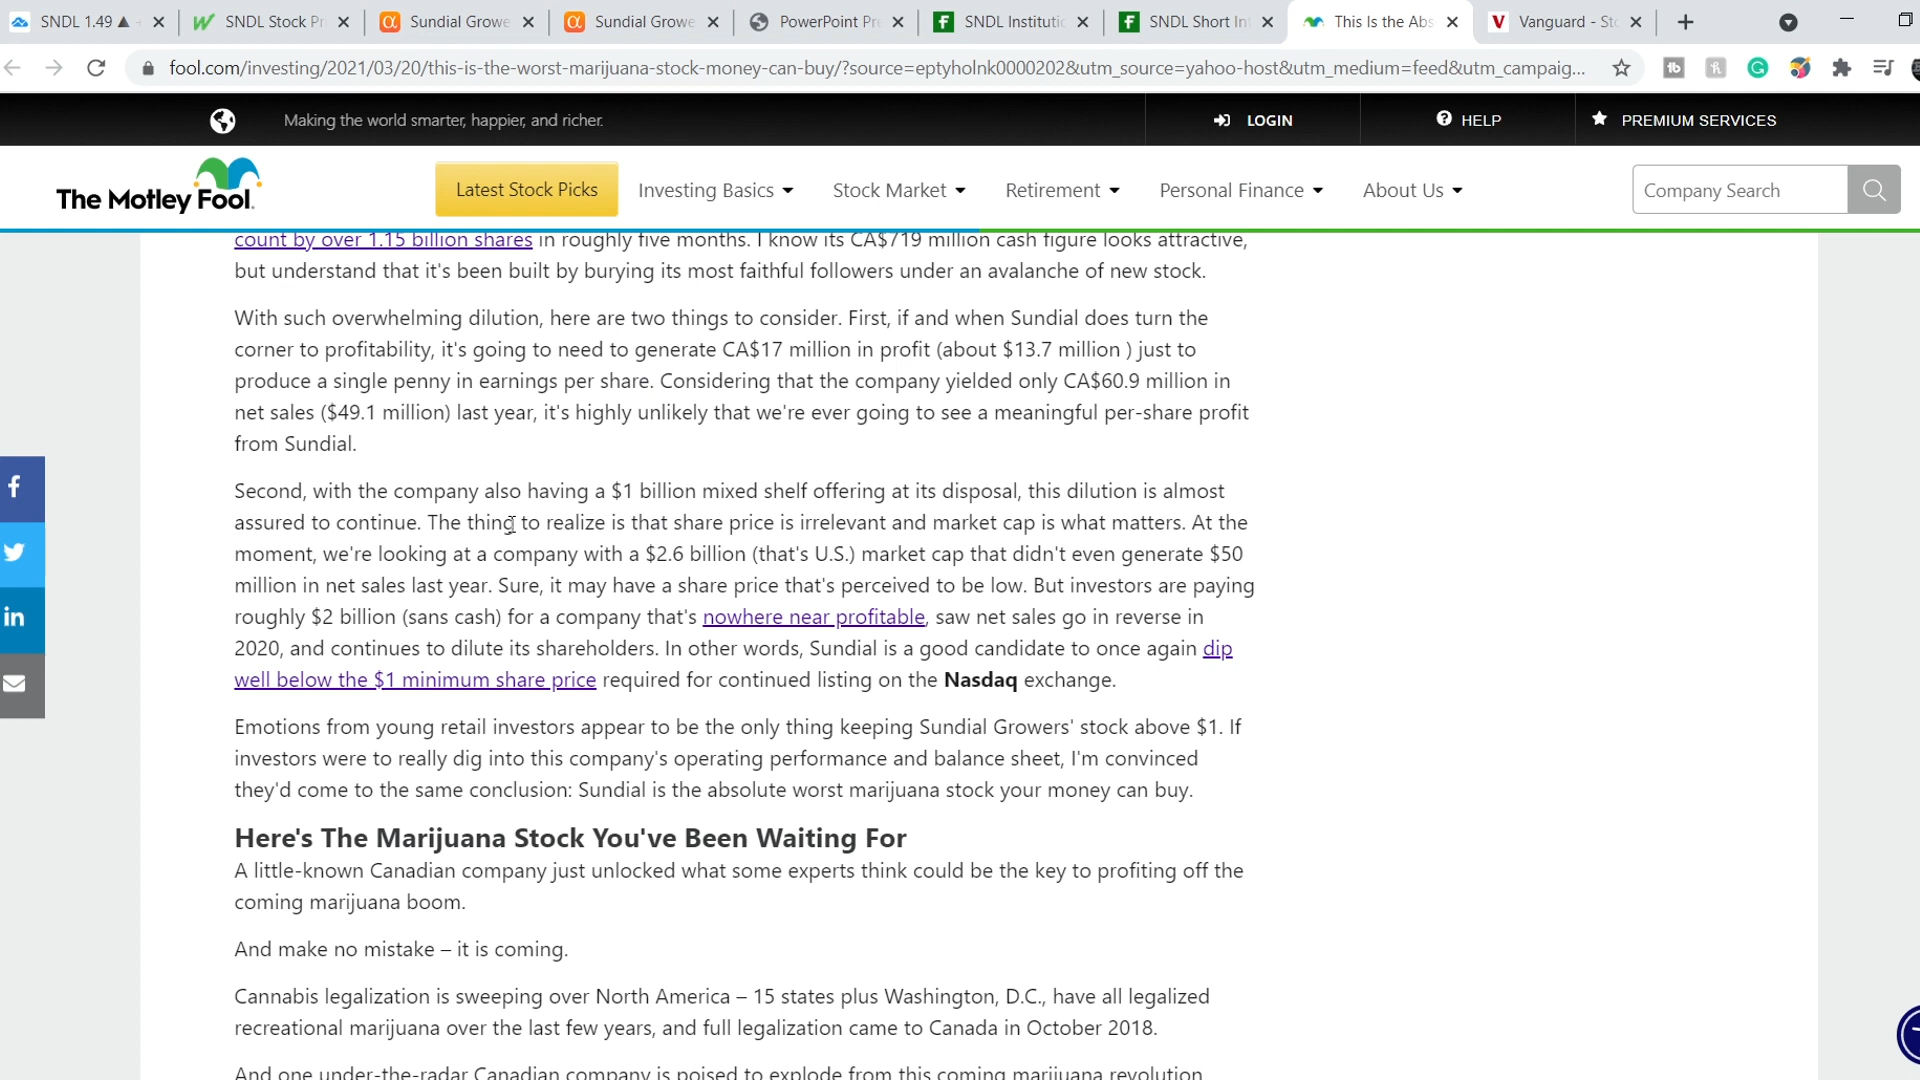 SNDL 1.49 ▲
SNDL Stock Pr
Sundial Growe
Sundial Growe
PowerPoint Pre
SNDL Institutic
SNDL Short Int
This Is the Abs
Vanguard - Sto
fool.com/investing/2021/03/20/this-is-the-worst-marijuana-stock-money-can-buy/?source=eptyholnk0000202&utm_source=yahoo-host&utm_medium=feed&utm_campaig...
Making the world smarter, happier, and richer.
LOGIN
HELP
PREMIUM SERVICES
The Motley Fool.
Latest Stock Picks
Investing Basics
Stock Market
Retirement
Personal Finance
About Us
Company Search
count by over 1.15 billion shares in roughly five months. I know its CA$719 million cash figure looks attractive,
but understand that it's been built by burying its most faithful followers under an avalanche of new stock.
With such overwhelming dilution, here are two things to consider. First, if and when Sundial does turn the
corner to profitability, it's going to need to generate CA$17 million in profit (about $13.7 million ) just to
produce a single penny in earnings per share. Considering that the company yielded only CA$60.9 million in
net sales ($49.1 million) last year, it's highly unlikely that we're ever going to see a meaningful per-share profit
from Sundial.
Second, with the company also having a $1 billion mixed shelf offering at its disposal, this dilution is almost
assured to continue. The thing to realize is that share price is irrelevant and market cap is what matters. At the
moment, we're looking at a company with a $2.6 billion (that's U.S.) market cap that didn't even generate $50
million in net sales last year. Sure, it may have a share price that's perceived to be low. But investors are paying
roughly $2 billion (sans cash) for a company that's nowhere near profitable, saw net sales go in reverse in
2020, and continues to dilute its shareholders. In other words, Sundial is a good candidate to once again dip
well below the $1 minimum share price required for continued listing on the Nasdaq exchange.
Emotions from young retail investors appear to be the only thing keeping Sundial Growers' stock above $1. If
investors were to really dig into this company's operating performance and balance sheet, I'm convinced
they'd come to the same conclusion: Sundial is the absolute worst marijuana stock your money can buy.
Here's The Marijuana Stock You've Been Waiting For
A little-known Canadian company just unlocked what some experts think could be the key to profiting off the
coming marijuana boom.
And make no mistake – it is coming.
Cannabis legalization is sweeping over North America – 15 states plus Washington, D.C., have all legalized
recreational marijuana over the last few years, and full legalization came to Canada in October 2018.
And one under-the-radar Canadian company is poised to explode from this coming marijuana revolution